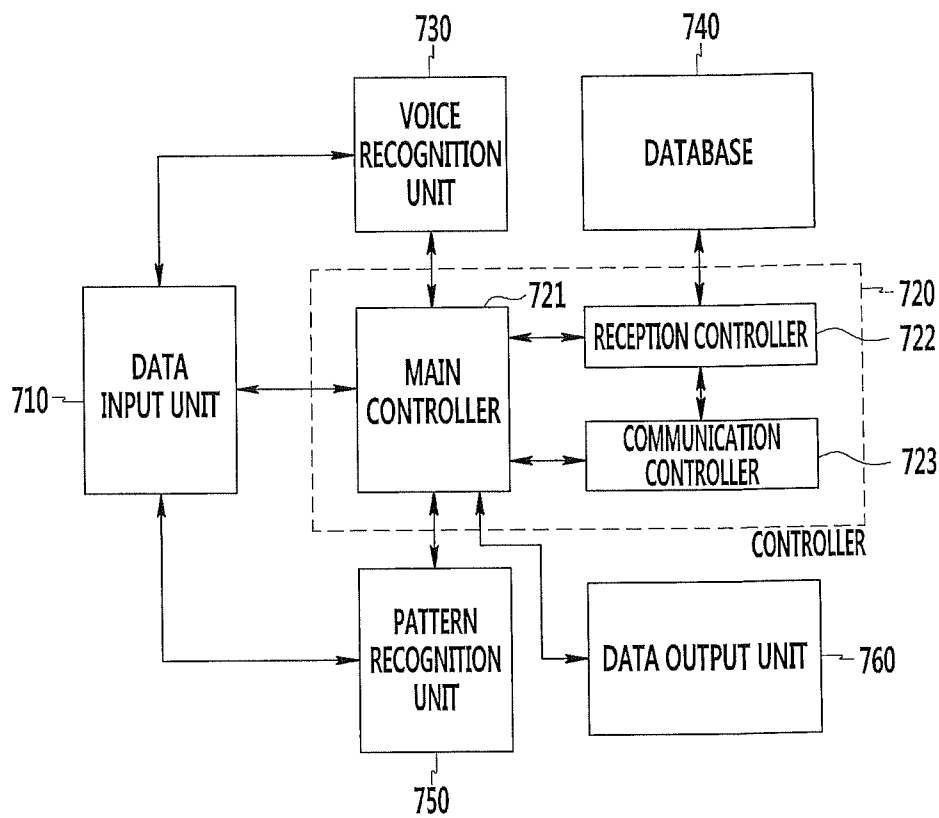 730
740
VOICE
RECOGNITION
UNIT
DATABASE
720
721
RECEPTION CONTROLLER
722
DATA
INPUT UNIT
710
MAIN
CONTROLLER
COMMUNICATION
CONTROLLER
723
CONTROLLER
PATTERN
RECOGNITION
UNIT
DATA OUTPUT UNIT
760
750